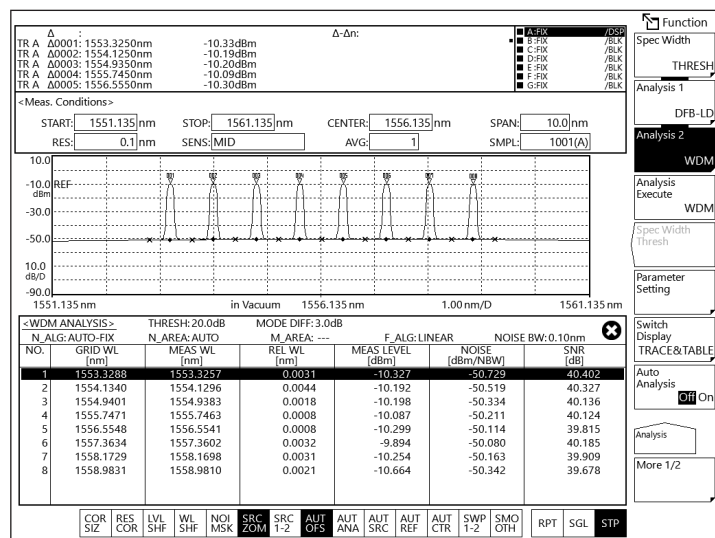 Δ : Δ-Δn:
TR A Δ0001: 1553.3250nm -10.33dBm
TR A Δ0002: 1554.1250nm -10.19dBm
TR A Δ0003: 1554.9350nm -10.20dBm
TR A Δ0004: 1555.7450nm -10.09dBm
TR A Δ0005: 1556.5550nm -10.30dBm
A:FIX /DSP
B:FIX /BLK
C:FIX /BLK
D:FIX /BLK
E:FIX /BLK
F:FIX /BLK
G:FIX /BLK
<Meas. Conditions>
START: 1551.135 nm STOP: 1561.135 nm CENTER: 1556.135 nm SPAN: 10.0 nm
RES: 0.1 nm SENS: MID AVG: 1 SMPL: 1001(A)
10.0
001 002 003 004 005 006 007 008
-10.0 REF
dBm
-30.0
-50.0
10.0
dB/D
-90.0
1551.135 nm in Vacuum 1556.135 nm 1.00 nm/D 1561.135 nm
<WDM ANALYSIS> THRESH: 20.0dB MODE DIFF: 3.0dB
N_ALG: AUTO-FIX N_AREA: AUTO M_AREA: --- F_ALG: LINEAR NOISE BW: 0.10nm
NO. GRID WL MEAS WL REL WL MEAS LEVEL NOISE SNR
[nm] [nm] [nm] [dBm] [dBm/NBW] [dB]
1 1553.3288 1553.3257 0.0031 -10.327 -50.729 40.402
2 1554.1340 1554.1296 0.0044 -10.192 -50.519 40.327
3 1554.9401 1554.9383 0.0018 -10.198 -50.334 40.136
4 1555.7471 1555.7463 0.0008 -10.087 -50.211 40.124
5 1556.5548 1556.5541 0.0008 -10.299 -50.114 39.815
6 1557.3634 1557.3602 0.0032 -9.894 -50.080 40.185
7 1558.1729 1558.1698 0.0031 -10.254 -50.163 39.909
8 1558.9831 1558.9810 0.0021 -10.664 -50.342 39.678
COR SIZ
RES COR
LVL SHF
WL SHF
NOI MSK
SRC ZOM
SRC 1-2
AUT OFS
AUT ANA
AUT SRC
AUT REF
AUT CTR
SWP 1-2
SMO OTH
RPT
SGL
STP
Function
Spec Width
THRESH
Analysis 1
DFB-LD
Analysis 2
WDM
Analysis
Execute
WDM
Spec Width
Thresh
Parameter
Setting
Switch
Display
TRACE&TABLE
Auto
Analysis
Off On
Analysis
More 1/2